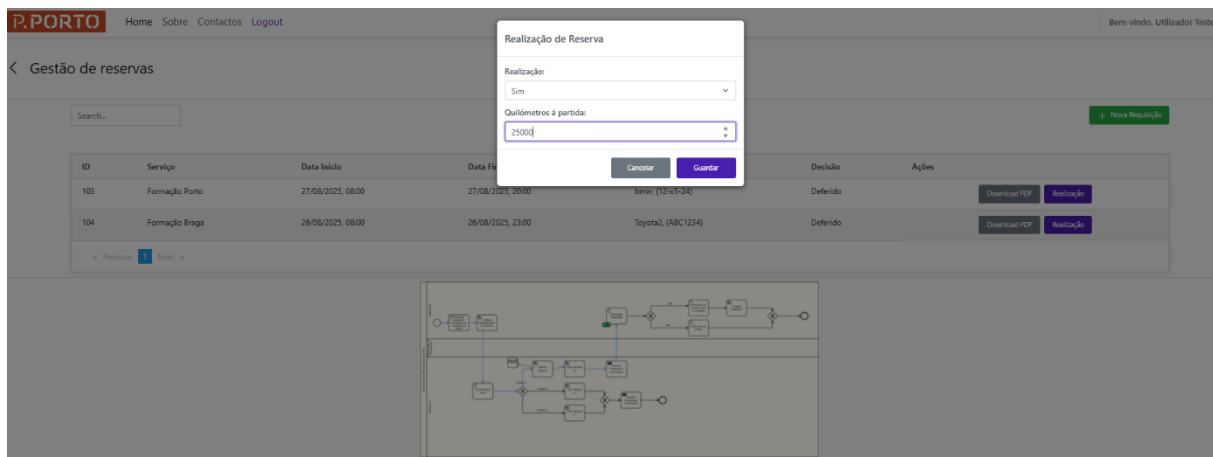 P.PORTO Home Sobre Contactos Logout Bem-vindo, Utilizador Teste
Gestão de reservas
Search...
+ Nova Requisição
Realização de Reserva
Realização:
Sim
Quilómetros à partida:
25000
Cancelar Guardar
ID Serviço Data Início Data Fi Decisão Ações
103 Formação Porto 27/08/2025, 08:00 27/08/2025, 20:00 bmw, (12-x5-24) Deferido Download PDF Realização
104 Formação Braga 26/08/2025, 08:00 26/08/2025, 23:00 Toyota2, (ABC1234) Deferido Download PDF Realização
« Previous 1 Next »